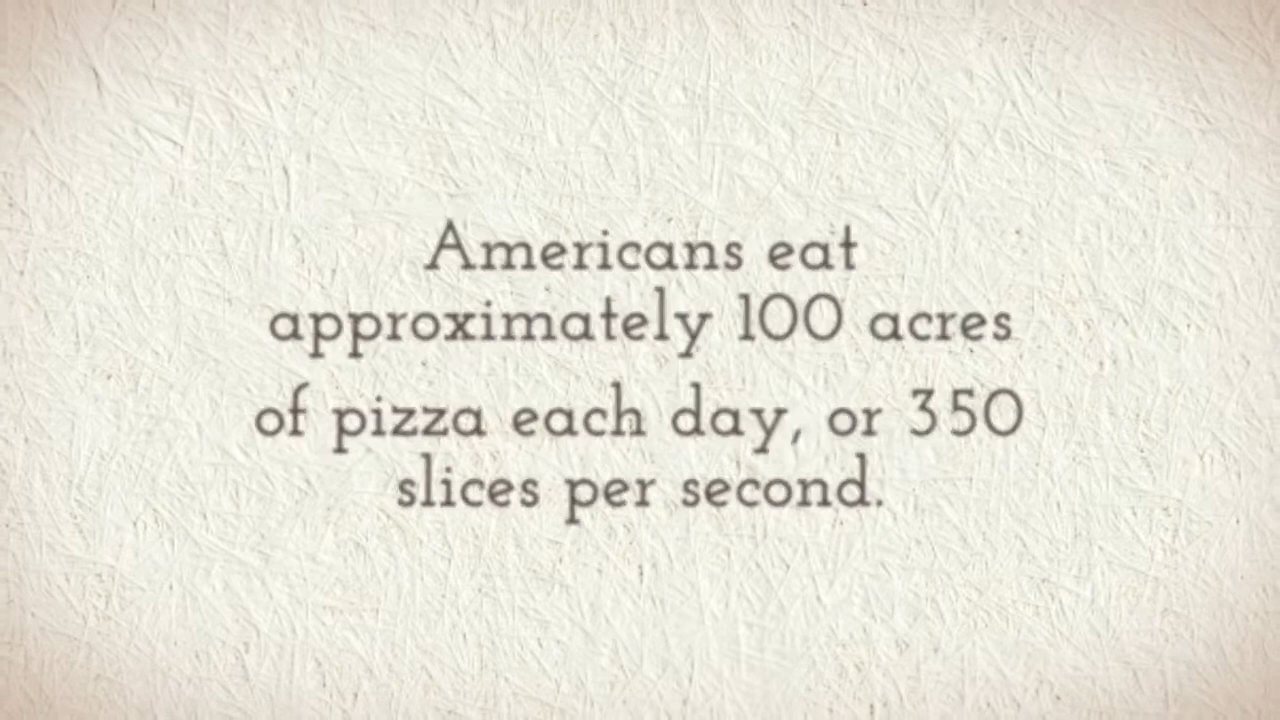 Americans eat
approximately 100 acres
of pizza each day, or 350
slices per second.